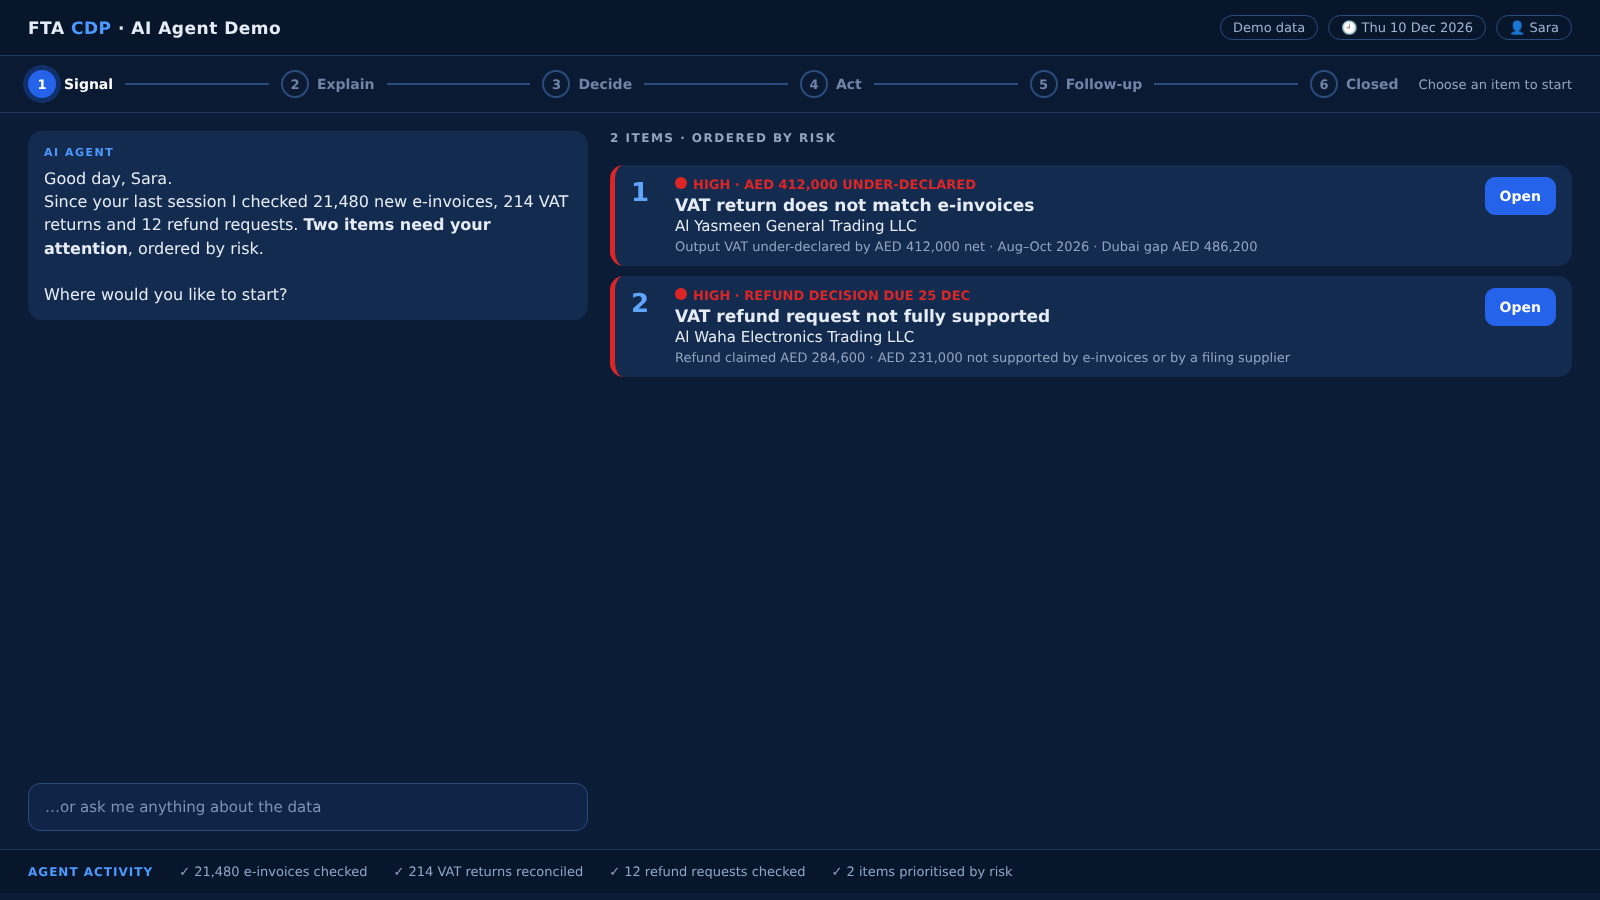 FTA CDP · AI Agent Demo
Demo data
Thu 10 Dec 2026
Sara
1 Signal
2 Explain
3 Decide
4 Act
5 Follow-up
6 Closed
Choose an item to start
AI AGENT
Good day, Sara.
Since your last session I checked 21,480 new e-invoices, 214 VAT
returns and 12 refund requests. Two items need your
attention, ordered by risk.
Where would you like to start?
…or ask me anything about the data
2 ITEMS · ORDERED BY RISK
1
HIGH · AED 412,000 UNDER-DECLARED
VAT return does not match e-invoices
Al Yasmeen General Trading LLC
Output VAT under-declared by AED 412,000 net · Aug–Oct 2026 · Dubai gap AED 486,200
Open
2
HIGH · REFUND DECISION DUE 25 DEC
VAT refund request not fully supported
Al Waha Electronics Trading LLC
Refund claimed AED 284,600 · AED 231,000 not supported by e-invoices or by a filing supplier
Open
AGENT ACTIVITY
✓ 21,480 e-invoices checked
✓ 214 VAT returns reconciled
✓ 12 refund requests checked
✓ 2 items prioritised by risk